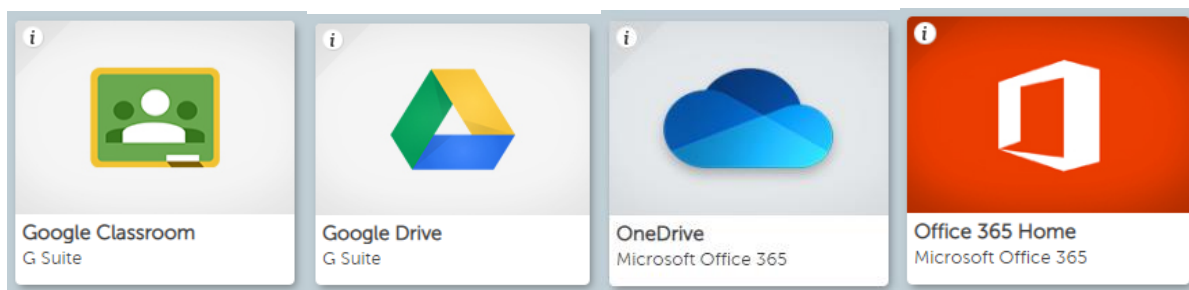 i
Google Classroom
G Suite
i
Google Drive
G Suite
i
OneDrive
Microsoft Office 365
i
Office 365 Home
Microsoft Office 365